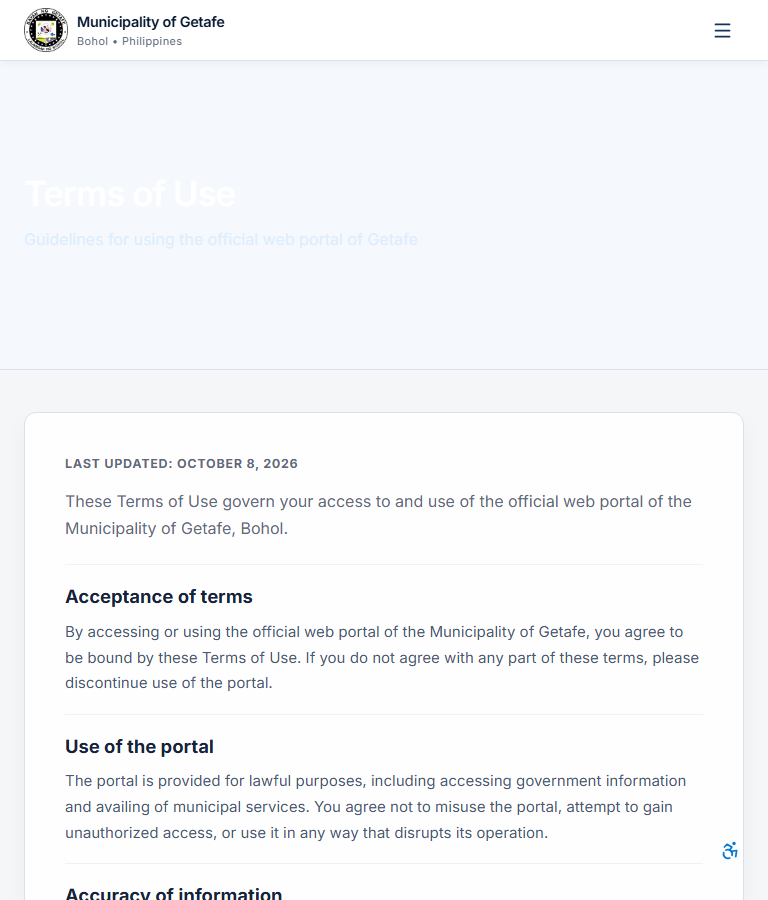 Municipality of Getafe
Bohol • Philippines
Terms of Use
Guidelines for using the official web portal of Getafe
LAST UPDATED: OCTOBER 8, 2026
These Terms of Use govern your access to and use of the official web portal of the
Municipality of Getafe, Bohol.
Acceptance of terms
By accessing or using the official web portal of the Municipality of Getafe, you agree to
be bound by these Terms of Use. If you do not agree with any part of these terms, please
discontinue use of the portal.
Use of the portal
The portal is provided for lawful purposes, including accessing government information
and availing of municipal services. You agree not to misuse the portal, attempt to gain
unauthorized access, or use it in any way that disrupts its operation.
Accuracy of information